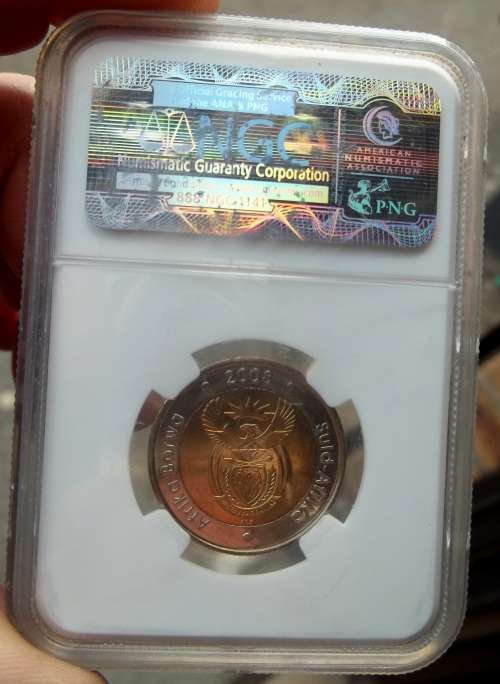 Official Grading Service
of the ANA & PNG
NGC
Numismatic Guaranty Corporation
AMERICAN
NUMISMATIC
ASSOCIATION
PNG
2008
Afrika Borwa
Suid-Afrika